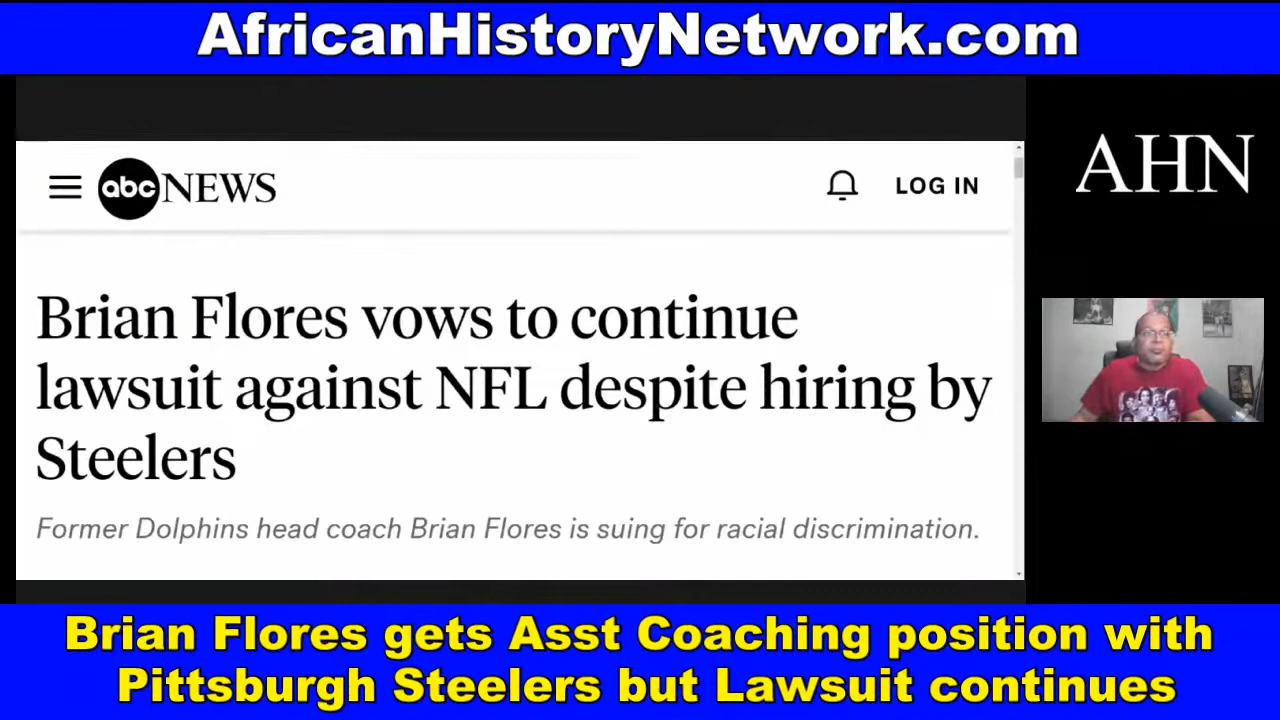 AfricanHistoryNetwork.com
abc NEWS
LOG IN
AHN
Brian Flores vows to continue
lawsuit against NFL despite hiring by
Steelers
Former Dolphins head coach Brian Flores is suing for racial discrimination.
Brian Flores gets Asst Coaching position with
Pittsburgh Steelers but Lawsuit continues